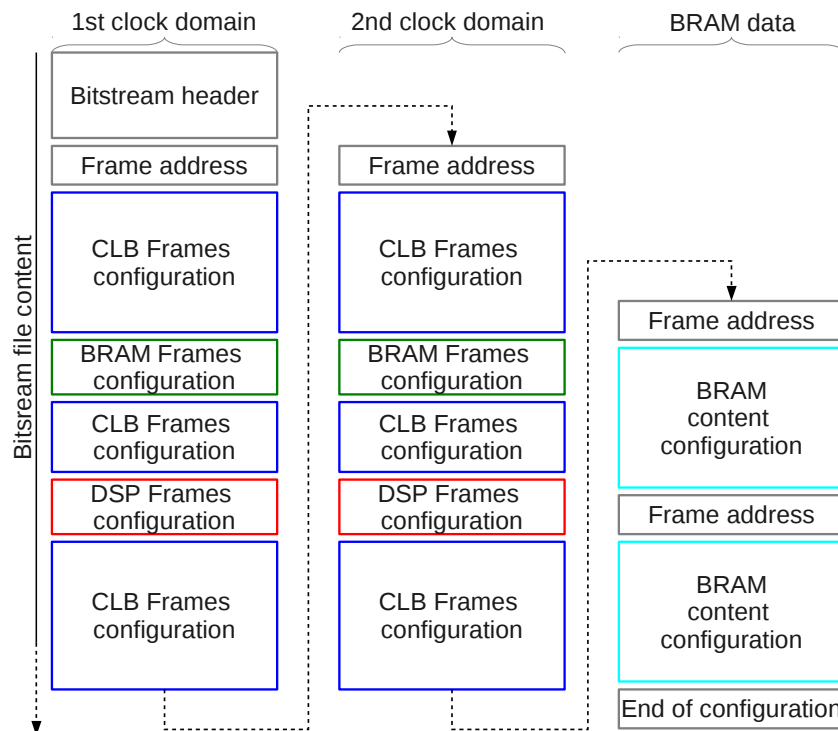 1st clock domain
2nd clock domain
BRAM data
Bitsream file content
Bitstream header
Frame address
CLB Frames
configuration
BRAM Frames
configuration
CLB Frames
configuration
DSP Frames
configuration
CLB Frames
configuration
Frame address
CLB Frames
configuration
BRAM Frames
configuration
CLB Frames
configuration
DSP Frames
configuration
CLB Frames
configuration
Frame address
BRAM
content
configuration
Frame address
BRAM
content
configuration
End of configuration